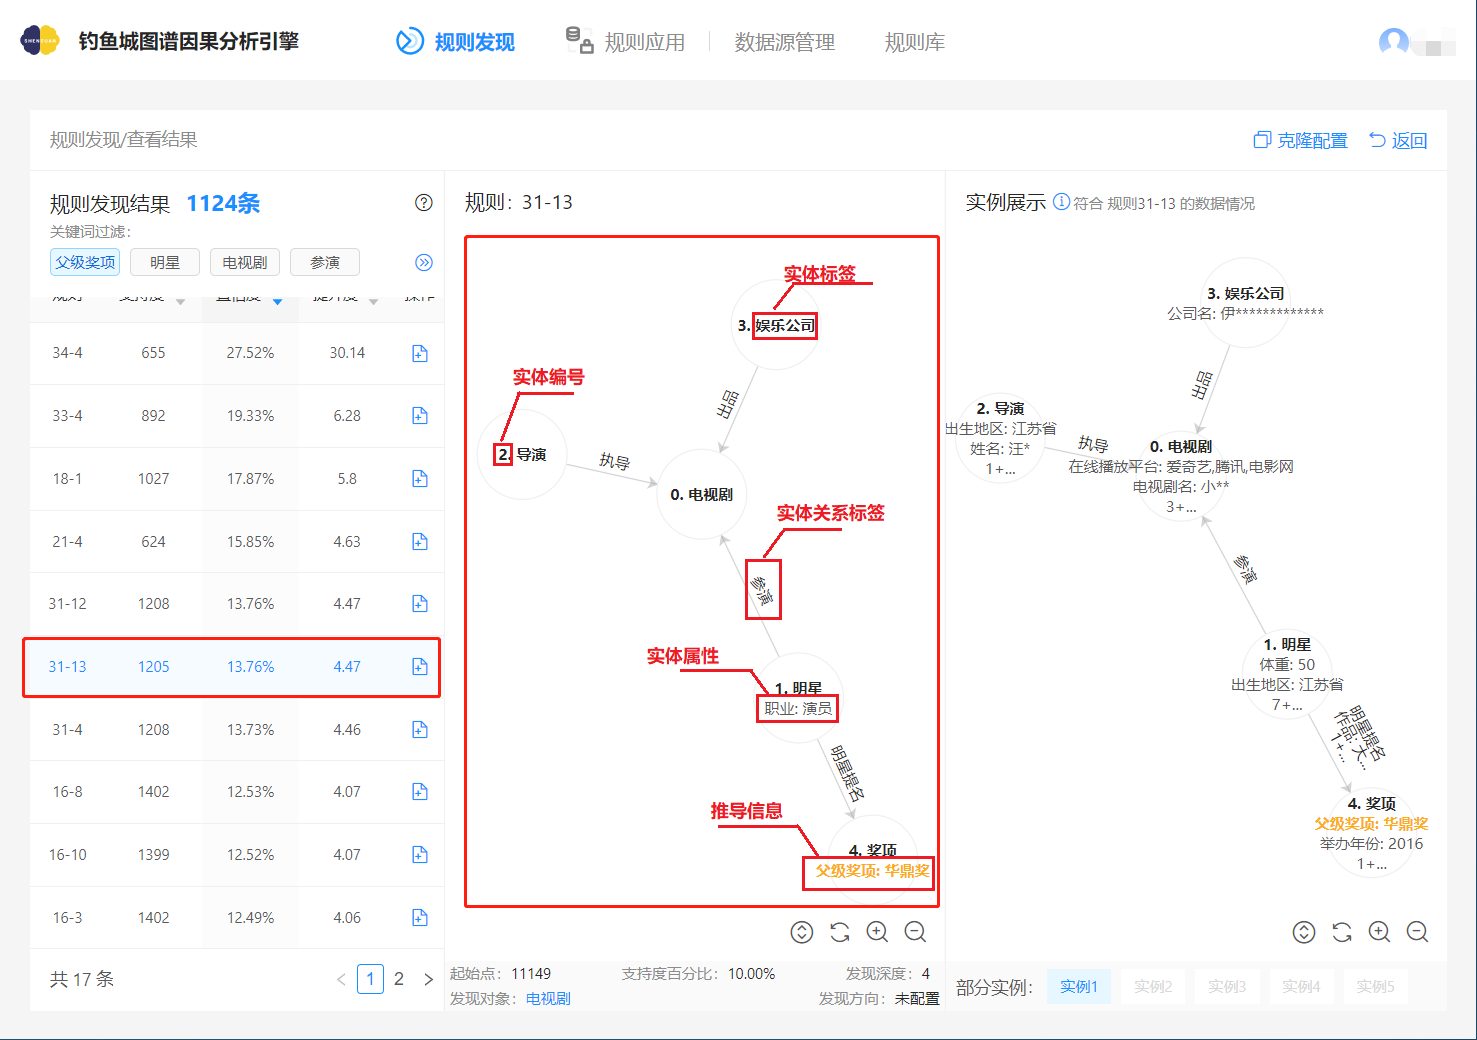 SHENDUAN
钓鱼城图谱因果分析引擎
规则发现
规则应用
数据源管理
规则库
规则发现/查看结果
克隆配置
返回
规则发现结果 1124条
关键词过滤:
父级奖项 明星 电视剧 参演
规则 支持度 置信度 提升度 操作
34-4 655 27.52% 30.14
33-4 892 19.33% 6.28
18-1 1027 17.87% 5.8
21-4 624 15.85% 4.63
31-12 1208 13.76% 4.47
31-13 1205 13.76% 4.47
31-4 1208 13.73% 4.46
16-8 1402 12.53% 4.07
16-10 1399 12.52% 4.07
16-3 1402 12.49% 4.06
共 17 条
< 1 2 >
规则: 31-13
实体标签
3. 娱乐公司
出品
实体编号
2. 导演
执导
0. 电视剧
实体关系标签
参演
实体属性
1. 明星
职业: 演员
明星提名
推导信息
4. 奖项
父级奖项: 华鼎奖
起始点: 11149
支持度百分比: 10.00%
发现深度: 4
发现对象: 电视剧
发现方向: 未配置
实例展示 符合 规则31-13 的数据情况
3. 娱乐公司
公司名: 伊*************
出品
2. 导演
出生地区: 江苏省
姓名: 汪*
1+...
执导
0. 电视剧
在线播放平台: 爱奇艺,腾讯,电影网
电视剧名: 小**
3+...
参演
1. 明星
体重: 50
出生地区: 江苏省
7+...
明星提名
作品: 大...
1+...
4. 奖项
父级奖项: 华鼎奖
举办年份: 2016
1+...
部分实例: 实例1 实例2 实例3 实例4 实例5